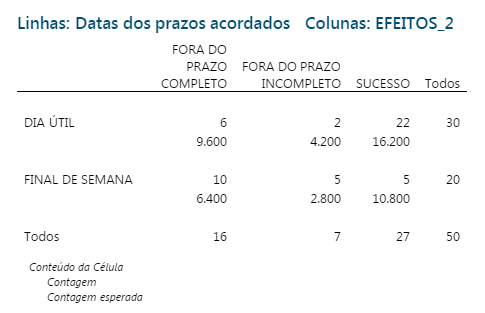 Linhas: Datas dos prazos acordados Colunas: EFEITOS_2
FORA DO
PRAZO FORA DO PRAZO
COMPLETO INCOMPLETO SUCESSO Todos
DIA ÚTIL 6 2 22 30
9.600 4.200 16.200
FINAL DE SEMANA 10 5 5 20
6.400 2.800 10.800
Todos 16 7 27 50
Conteúdo da Célula
Contagem
Contagem esperada